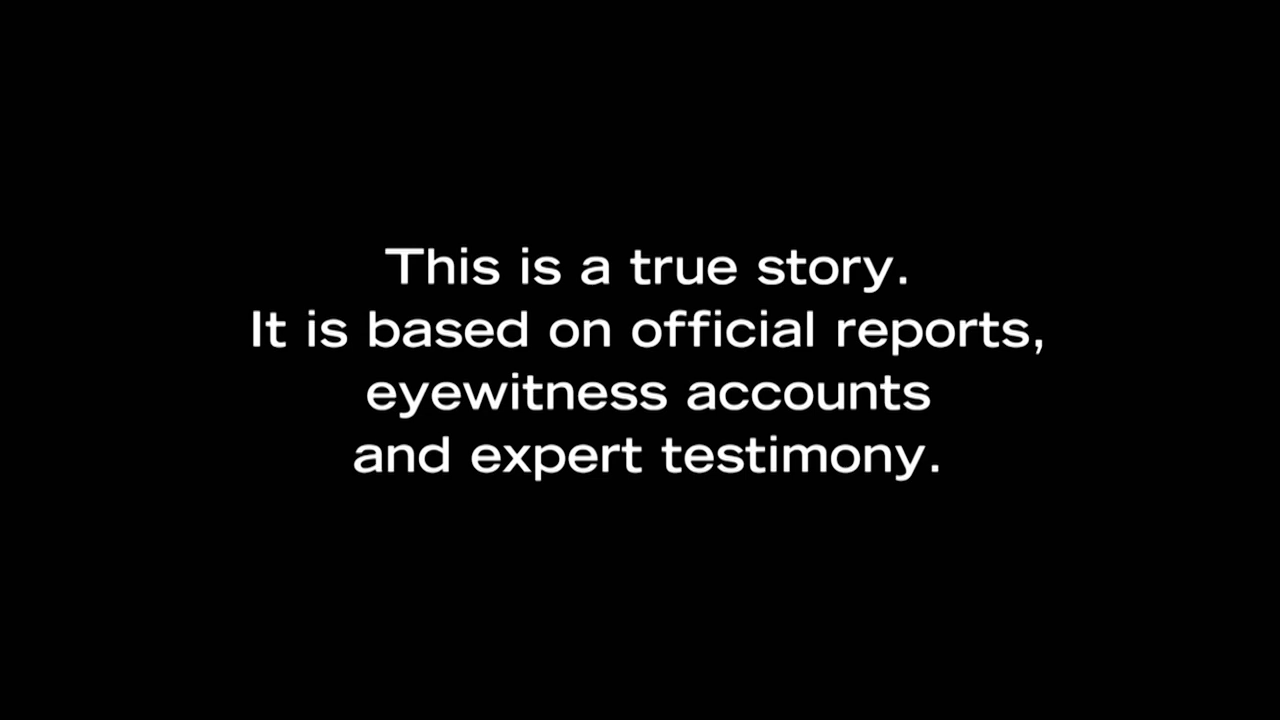 This is a true story.
It is based on official reports,
eyewitness accounts
and expert testimony.